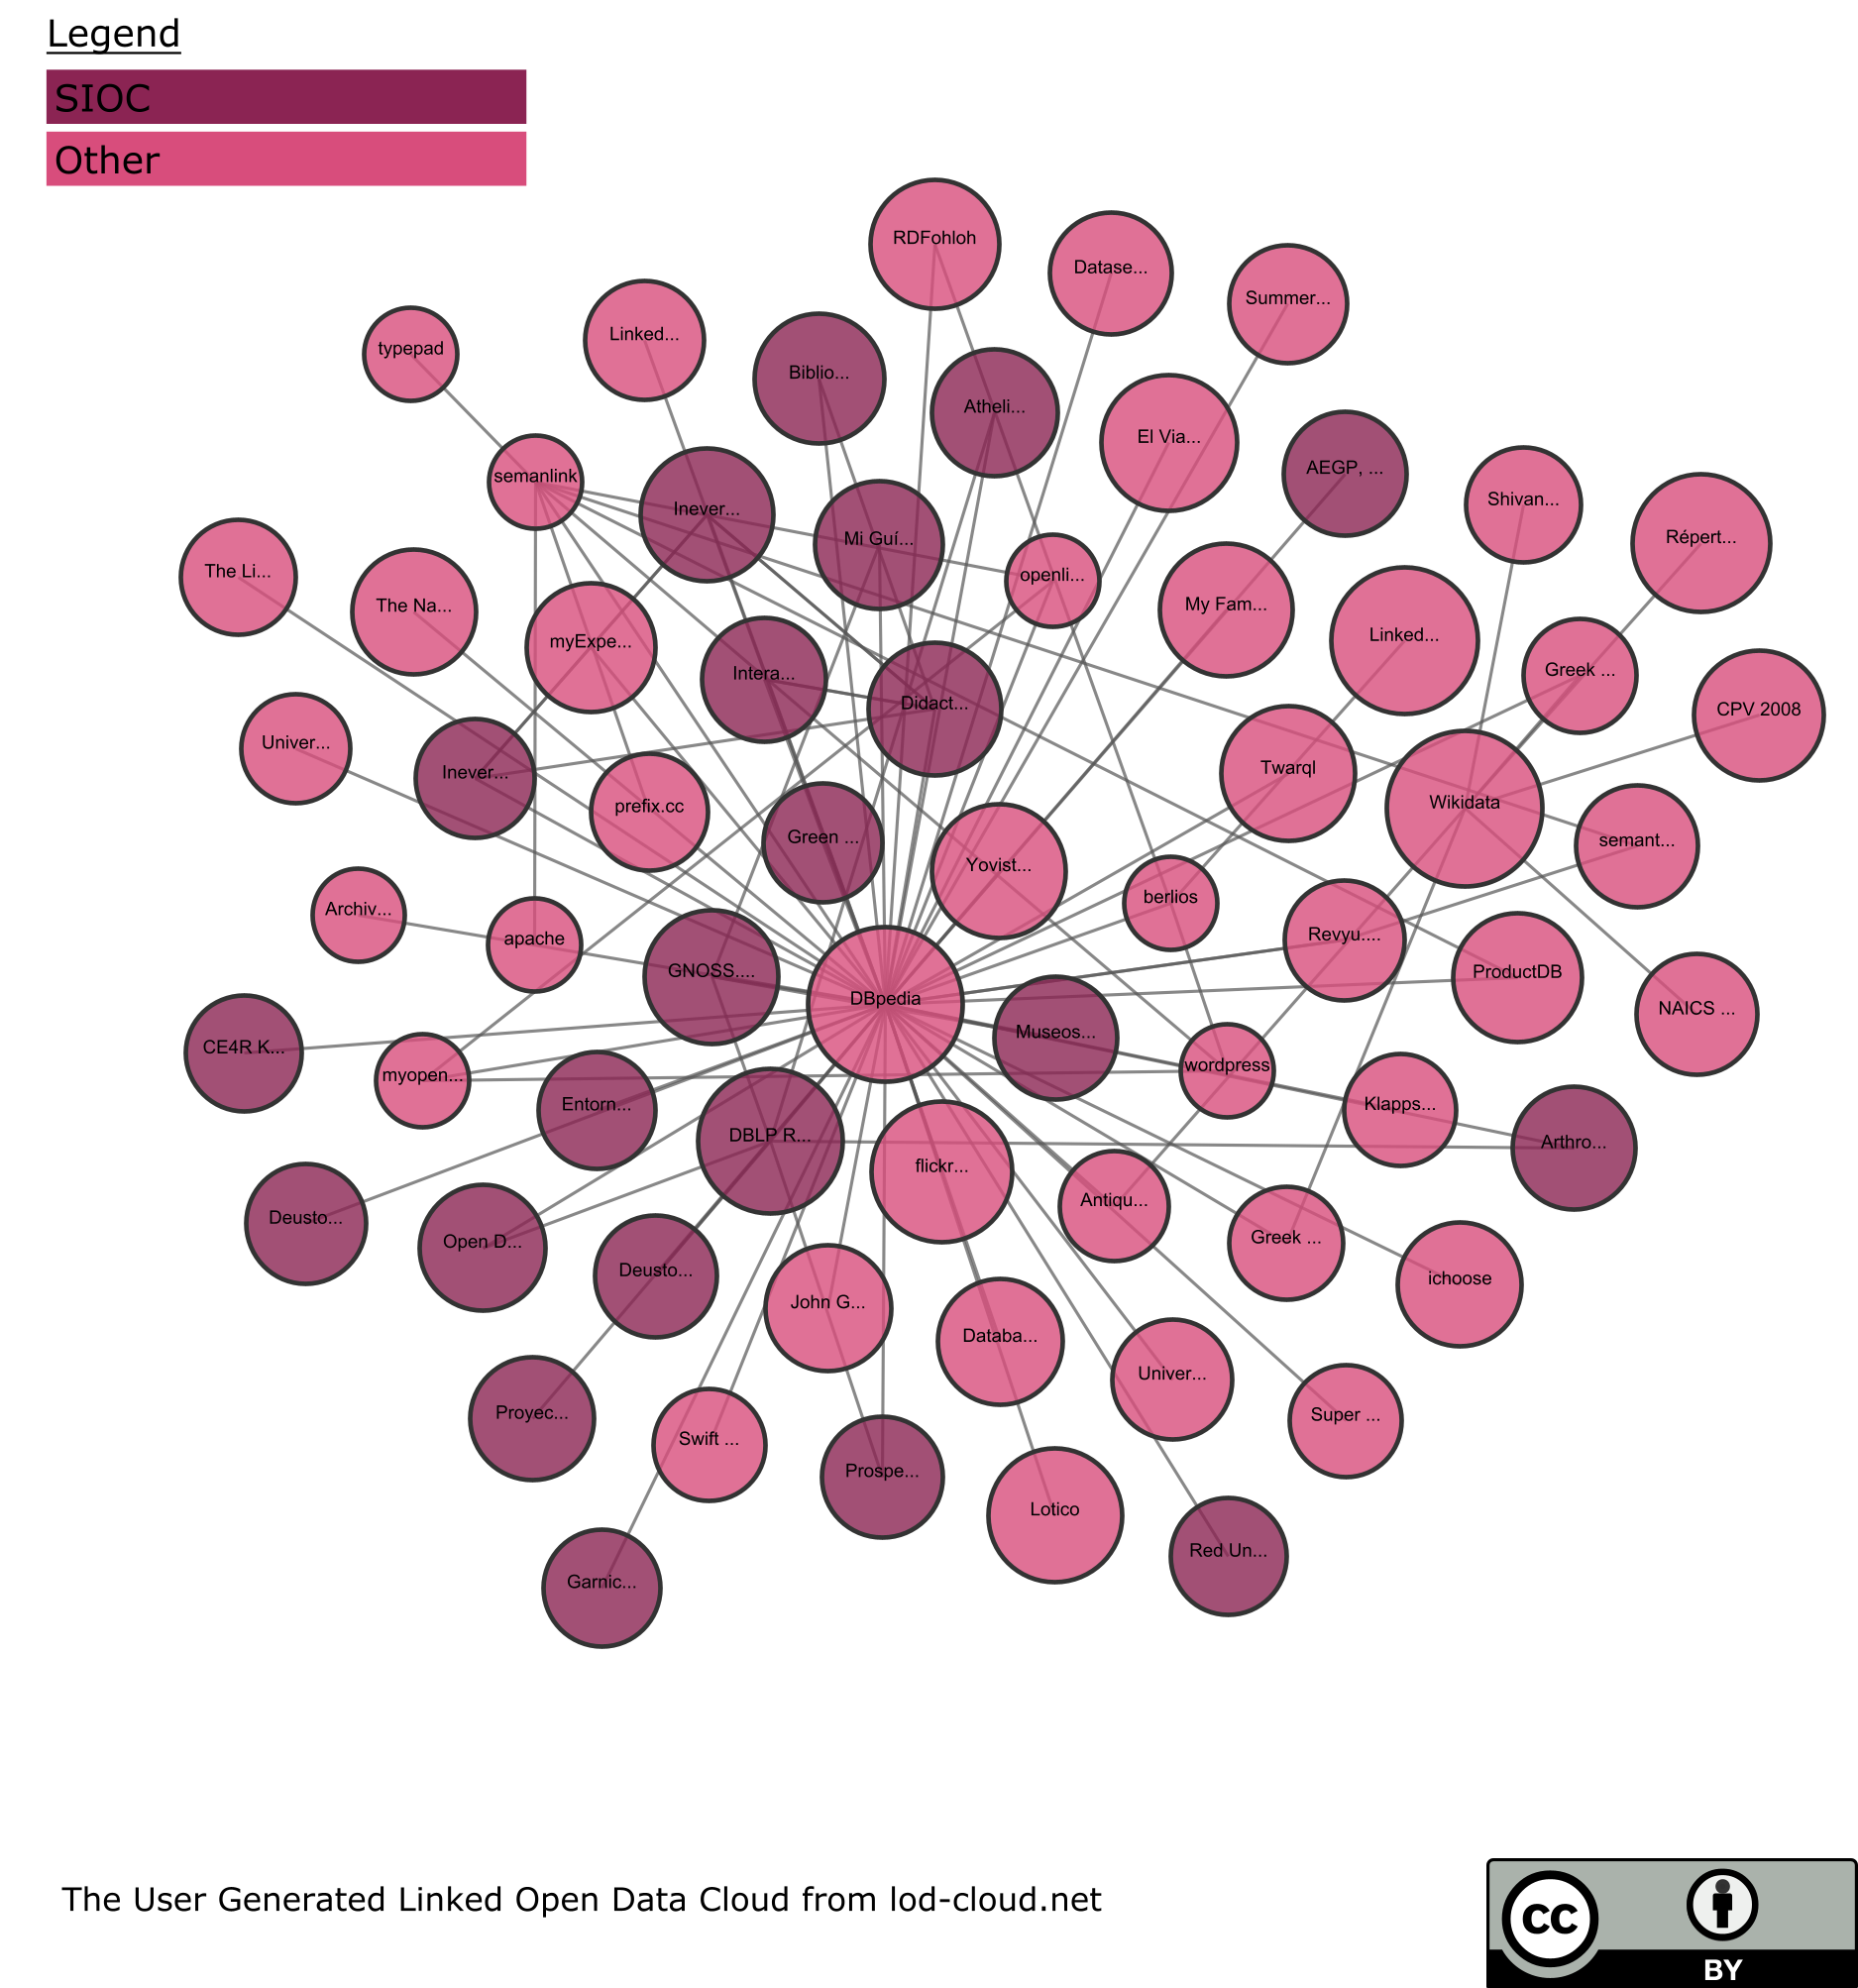 Legend
SIOC
Other
RDFohloh
Datase...
Summer...
Linked...
typepad
Biblio...
Atheli...
El Via...
AEGP, ...
semanlink
Inever...
Shivan...
Mi Guí...
Répert...
The Li...
openli...
The Na...
My Fam...
Linked...
myExpe...
Intera...
Greek ...
Didact...
CPV 2008
Univer...
Inever...
Twarql
prefix.cc
Wikidata
Green ...
semant...
Yovist...
berlios
Archiv...
apache
Revyu....
GNOSS....
ProductDB
DBpedia
NAICS ...
Museos...
CE4R K...
wordpress
myopen...
Entorn...
Klapps...
DBLP R...
Arthro...
flickr...
Antiqu...
Deusto...
Open D...
Greek ...
Deusto...
ichoose
John G...
Databa...
Univer...
Proyec...
Super ...
Swift ...
Prospe...
Lotico
Red Un...
Garnic...
The User Generated Linked Open Data Cloud from lod-cloud.net
cc
BY